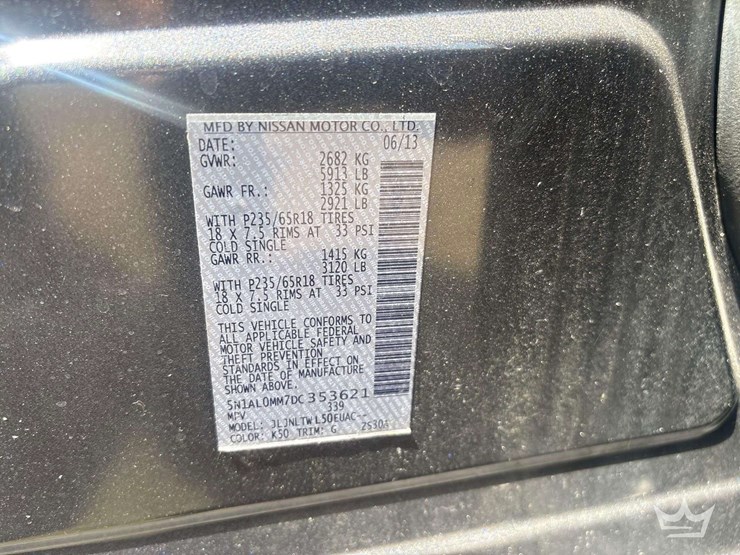 MFD BY NISSAN MOTOR CO., LTD.
DATE: 06/13
GVWR: 2682 KG
5913 LB
GAWR FR.: 1325 KG
2921 LB
WITH P235/65R18 TIRES
18 X 7.5 RIMS AT 33 PSI
COLD SINGLE
GAWR RR.: 1415 KG
3120 LB
WITH P235/65R18 TIRES
18 X 7.5 RIMS AT 33 PSI
COLD SINGLE
THIS VEHICLE CONFORMS TO
ALL APPLICABLE FEDERAL
MOTOR VEHICLE SAFETY AND
THEFT PREVENTION
STANDARDS IN EFFECT ON
THE DATE OF MANUFACTURE
SHOWN ABOVE.
5N1AL0MM7DC353621
MPV 339
MODEL:
COLOR: K50 TRIM: G